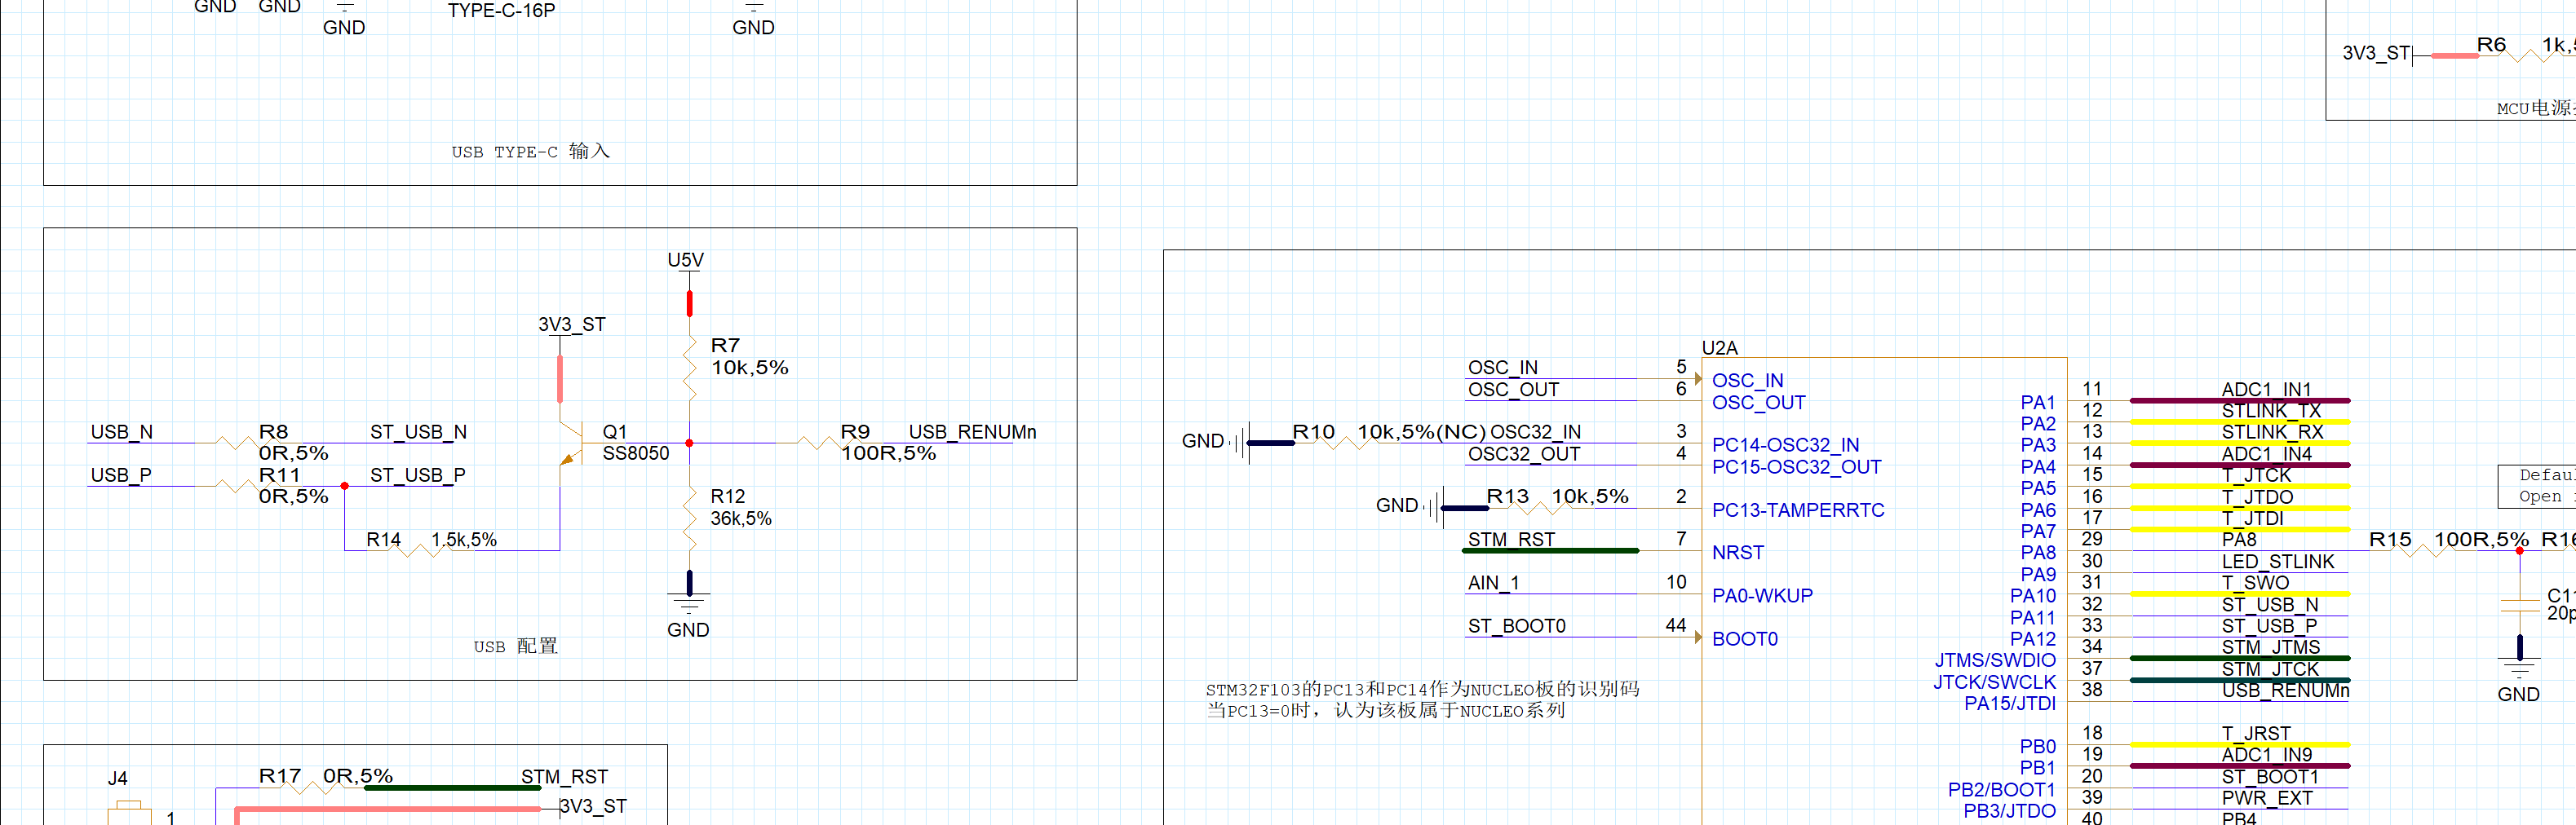 GND GND
TYPE-C-16P
GND
GND
USB TYPE-C 输入
3V3_ST
R6
MCU电源
U5V
3V3_ST
R7
10k,5%
USB_N
R8
0R,5%
ST_USB_N
Q1
SS8050
R9
100R,5%
USB_RENUMn
USB_P
R11
0R,5%
ST_USB_P
R12
36k,5%
R14
1.5k,5%
GND
USB 配置
U2A
OSC_IN
5
OSC_IN
OSC_OUT
6
OSC_OUT
GND
R10
10k,5%(NC)
OSC32_IN
3
PC14-OSC32_IN
OSC32_OUT
4
PC15-OSC32_OUT
GND
R13
10k,5%
2
PC13-TAMPERRTC
STM_RST
7
NRST
AIN_1
10
PA0-WKUP
ST_BOOT0
44
BOOT0
PA1
11
ADC1_IN1
PA2
12
STLINK_TX
PA3
13
STLINK_RX
PA4
14
ADC1_IN4
PA5
15
T_JTCK
PA6
16
T_JTDO
PA7
17
T_JTDI
PA8
29
PA8
PA9
30
LED_STLINK
PA10
31
T_SWO
PA11
32
ST_USB_N
PA12
33
ST_USB_P
JTMS/SWDIO
34
STM_JTMS
JTCK/SWCLK
37
STM_JTCK
PA15/JTDI
38
USB_RENUMn
PB0
18
T_JRST
PB1
19
ADC1_IN9
PB2/BOOT1
20
ST_BOOT1
PB3/JTDO
39
PWR_EXT
40
PB4
R15
100R,5%
GND
Open
STM32F103的PC13和PC14作为NUCLEO板的识别码
当PC13=0时，认为该板属于NUCLEO系列
J4
R17
0R,5%
STM_RST
3V3_ST
1